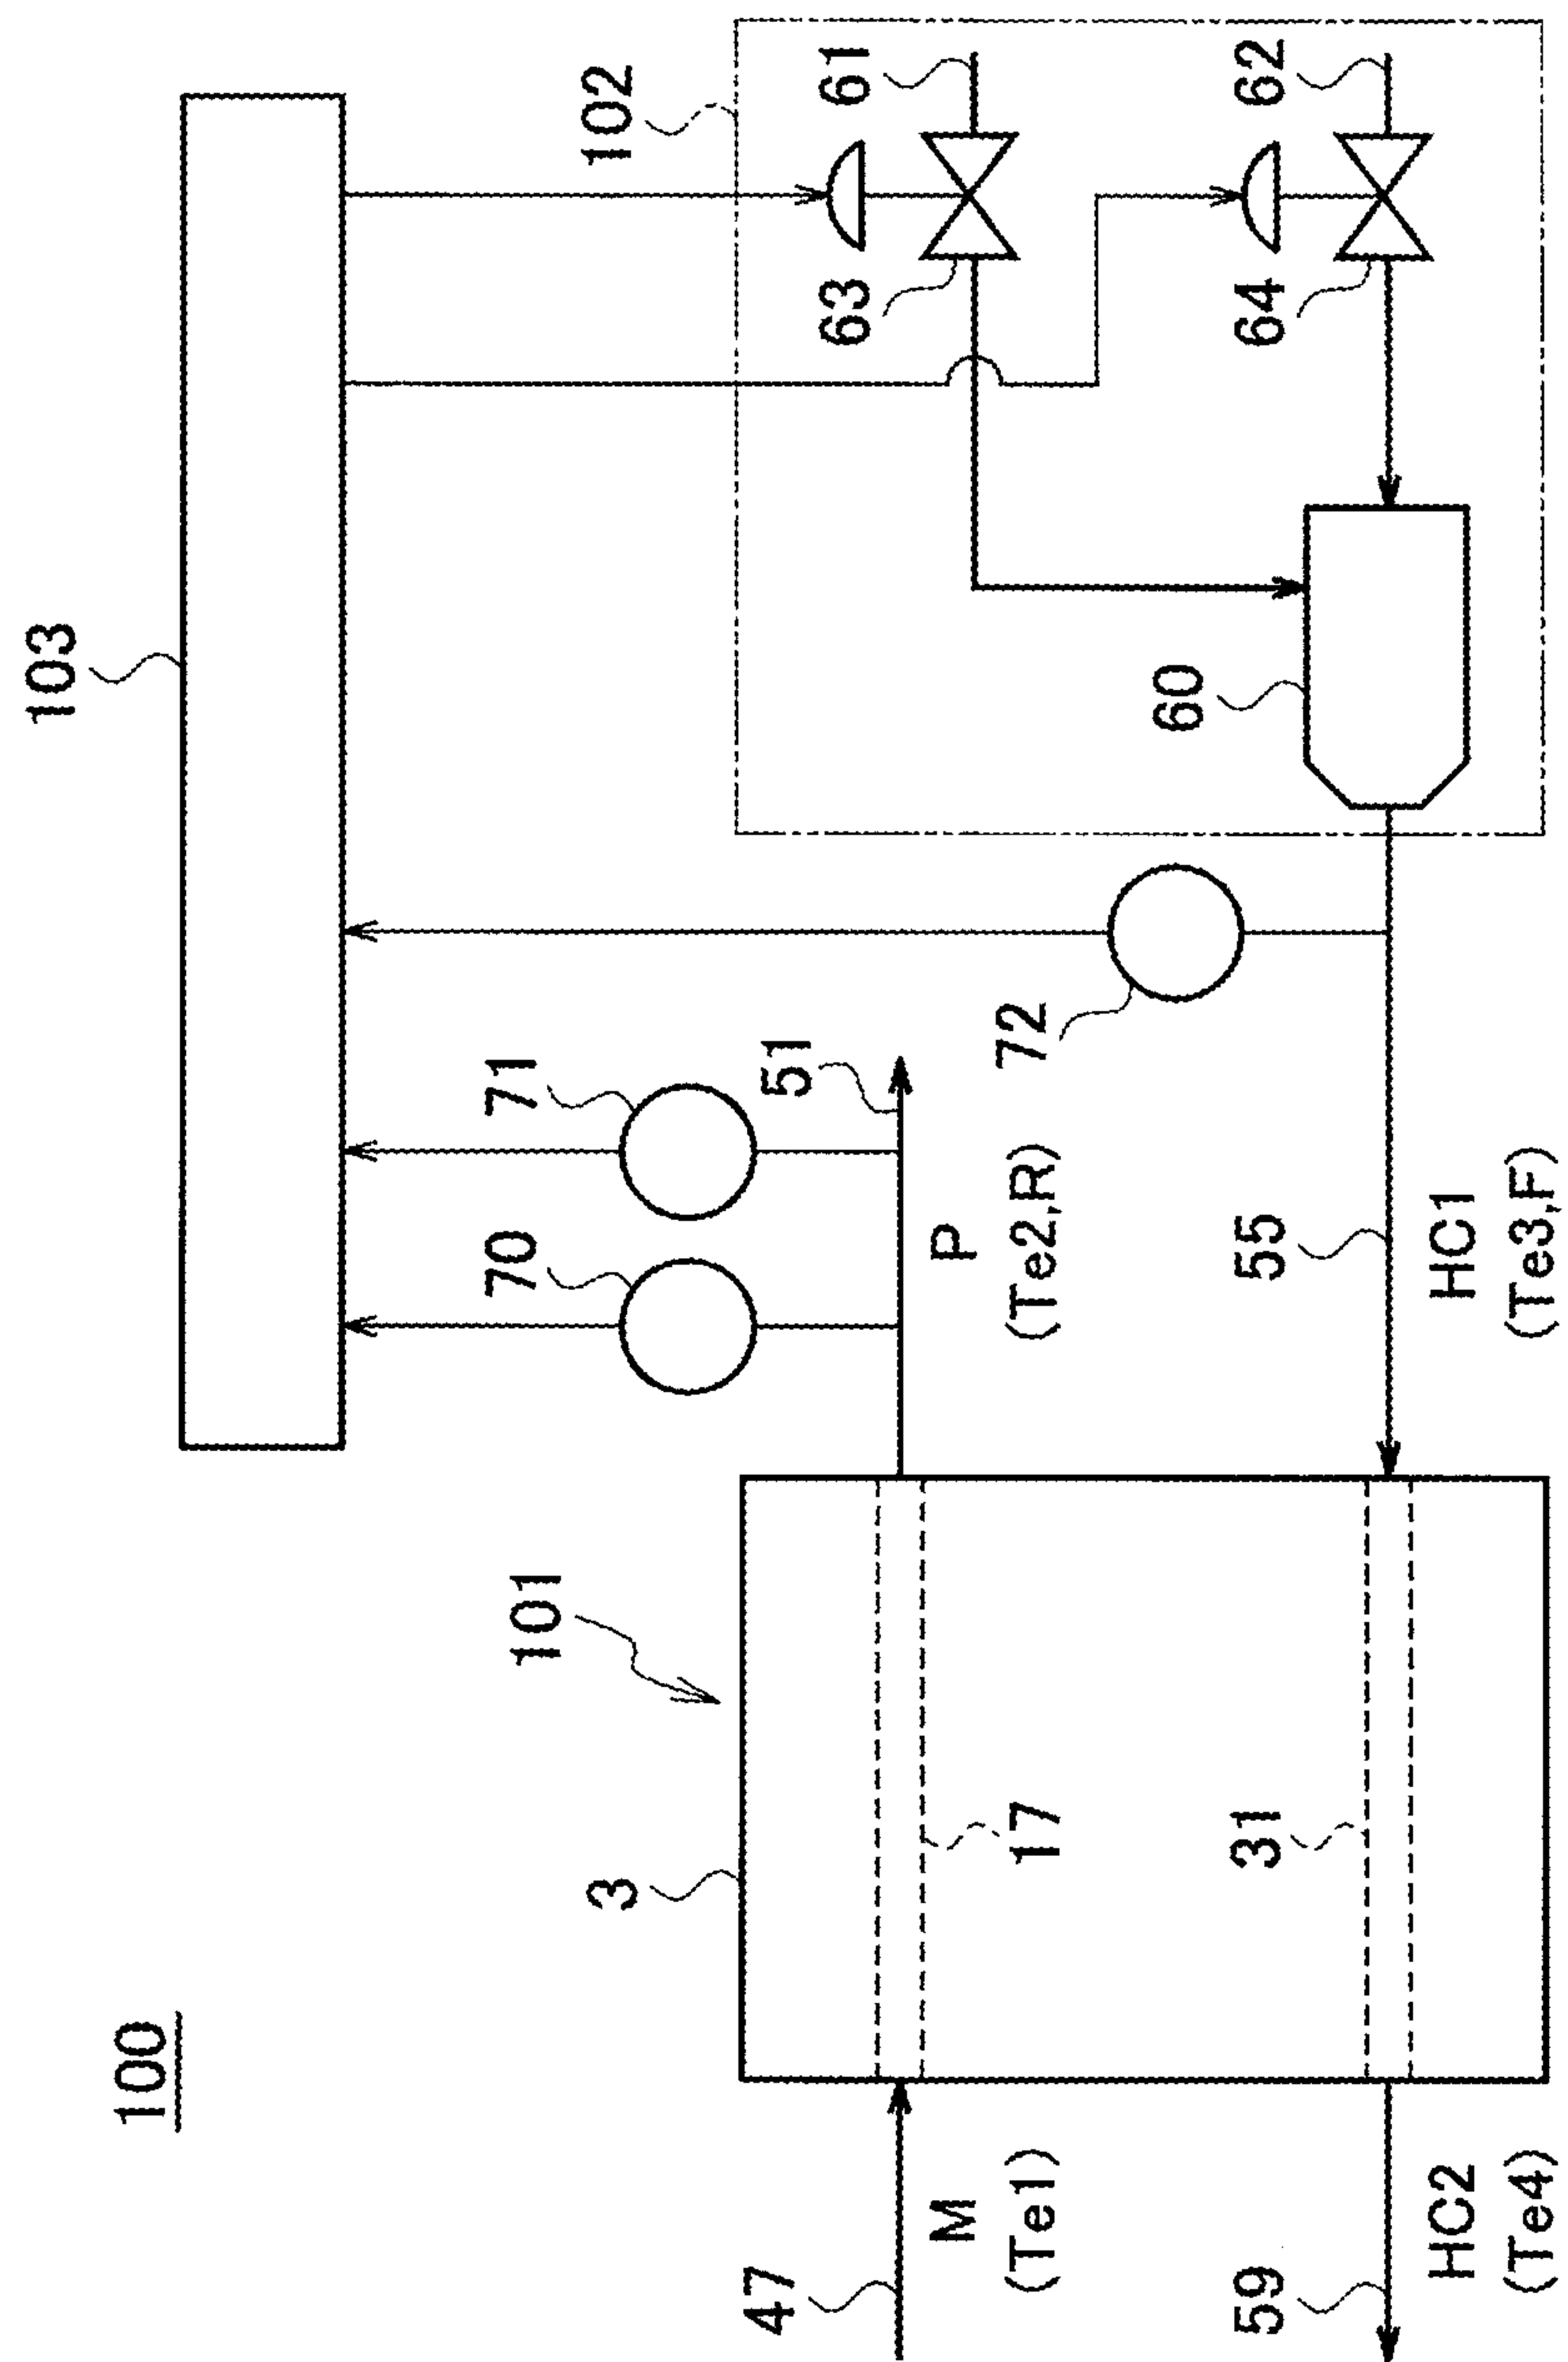 103
100
70
71
101
3
102
47
51
63
61
M
(Te1)
17
P
(Te2,R)
72
60
59
31
55
64
62
HC2
(Te4)
HC1
(Te3,F)